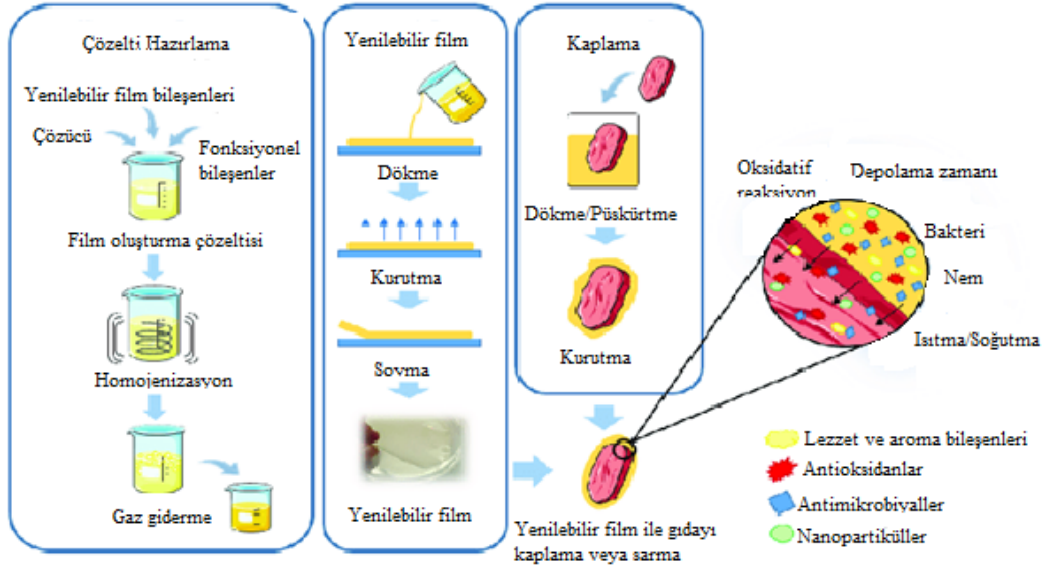 Çözelti Hazırlama
Yenilebilir film bileşenleri
Çözücü
Fonksiyonel
bileşenler
Film oluşturma çözeltisi
Homojenizasyon
Gaz giderme
Yenilebilir film
Dökme
Kurutma
Soyma
Yenilebilir film
Kaplama
Dökme/Püskürtme
Kurutma
Yenilebilir film ile gıdayı
kaplama veya sarma
Oksidatif
reaksiyon
Depolama zamanı
Bakteri
Nem
Isıtma/Soğutma
Lezzet ve aroma bileşenleri
Antioksidanlar
Antimikrobiyaller
Nanopartiküller